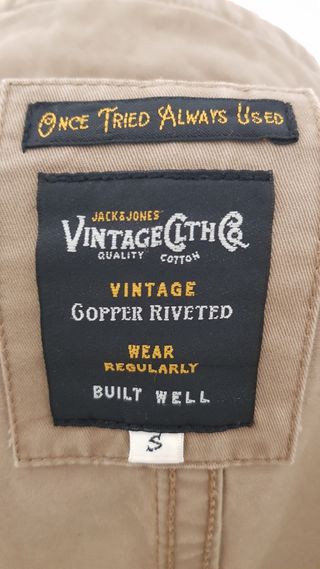 ONCE TRIED ALWAYS USED
JACK&JONES
VINTAGE CLTH CO
QUALITY COTTON
VINTAGE
COPPER RIVETED
WEAR
REGULARLY
BUILT WELL
S